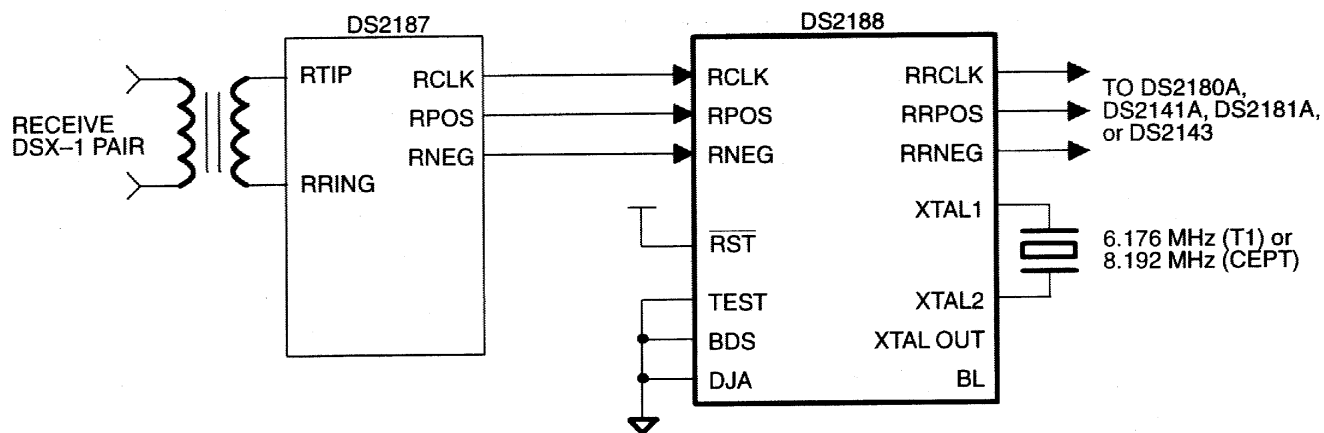 DS2187
DS2188
RTIP
RCLK
RPOS
RNEG
RRING
RECEIVE
DSX–1 PAIR
RCLK
RPOS
RNEG
RST
TEST
BDS
DJA
RRCLK
RRPOS
RRNEG
XTAL1
XTAL2
XTAL OUT
BL
TO DS2180A,
DS2141A, DS2181A,
or DS2143
6.176 MHz (T1) or
8.192 MHz (CEPT)